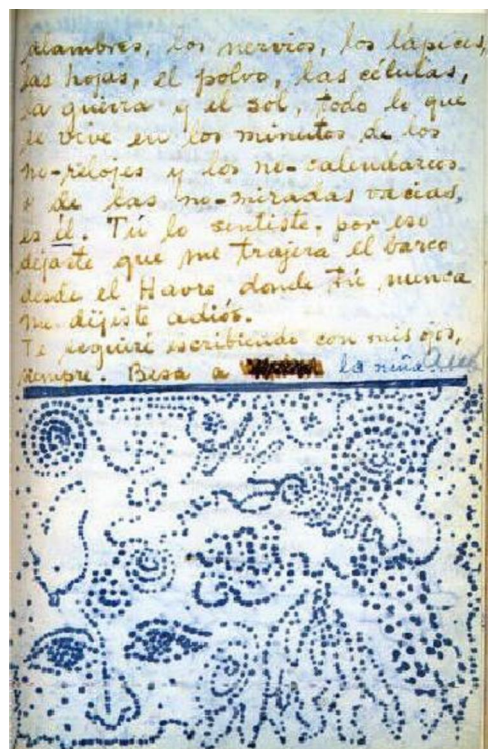 alambres, los nervios, los lápices,
las hojas, el polvo, las células,
la guerra y el sol, todo lo que
se vive en los minutos de los
no-relojes y los no-calendarios
y de las no-miradas vacias,
es él. Tú lo sentiste, por eso
dejaste que me trajera el barco
desde el Havre donde tú nunca
me dijiste adiós.
Te seguiré escribiendo con mis ojos,
siempre. Besa a la niña